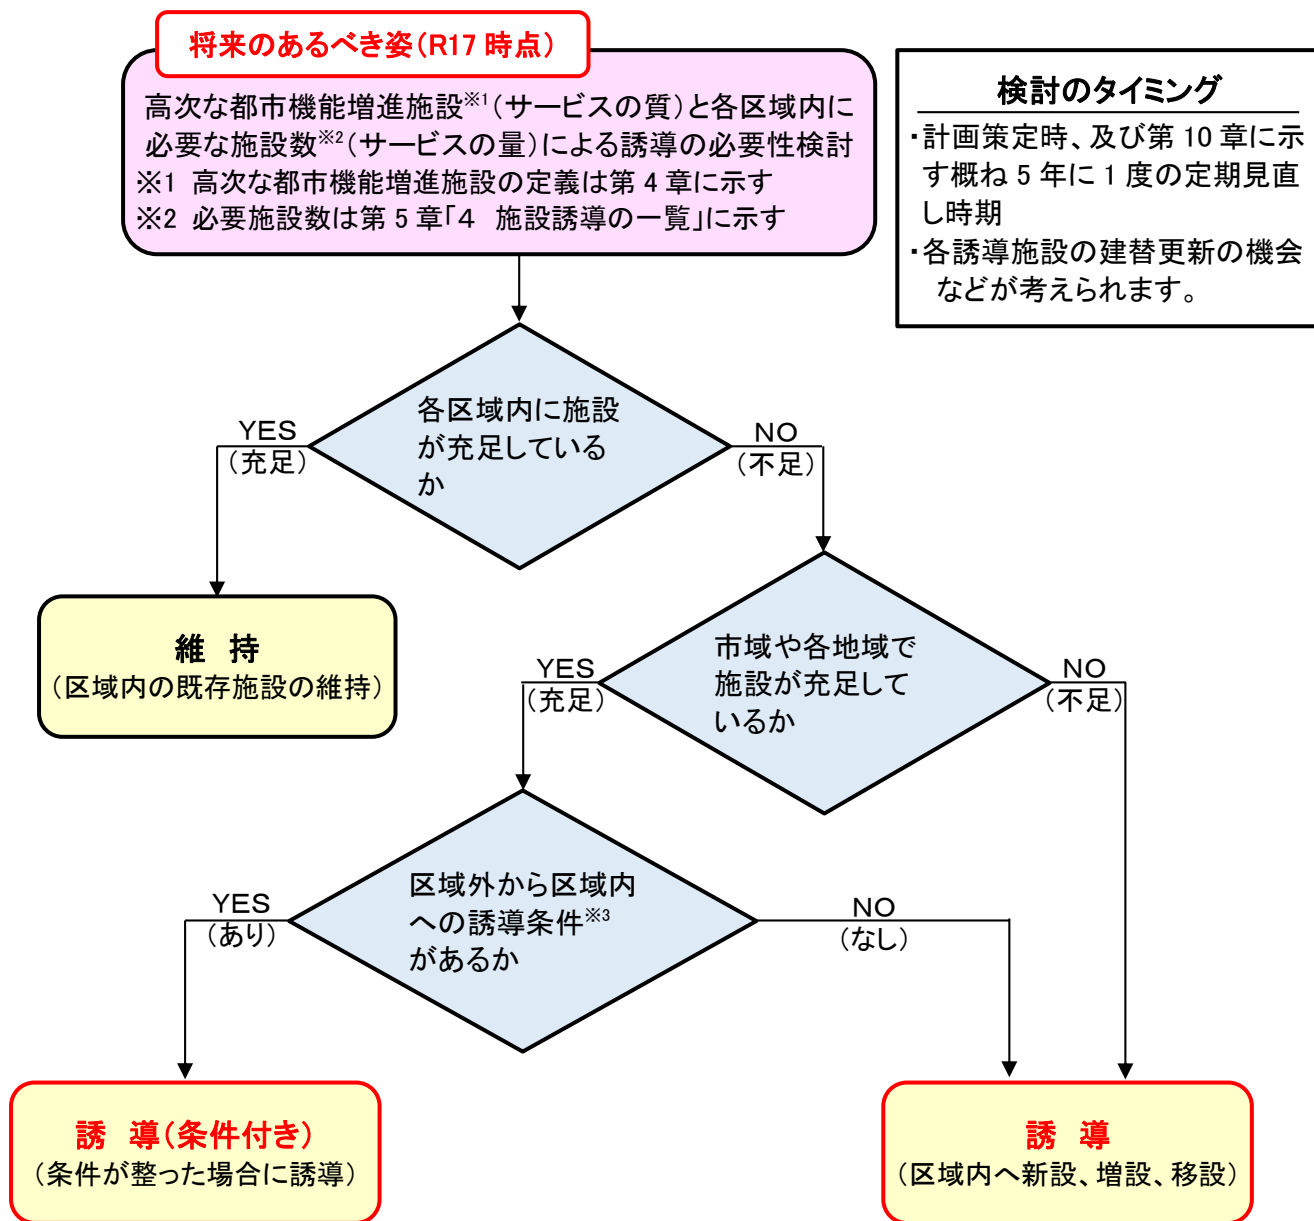 将来のあるべき姿(R17時点)
高次な都市機能増進施設※1(サービスの質)と各区域内に
必要な施設数※2(サービスの量)による誘導の必要性検討
※1 高次な都市機能増進施設の定義は第4章に示す
※2 必要施設数は第5章「4 施設誘導の一覧」に示す
検討のタイミング
・計画策定時、及び第10章に示
す概ね5年に1度の定期見直
し時期
・各誘導施設の建替更新の機会
などが考えられます。
各区域内に施設
が充足している
か
YES
(充足)
NO
(不足)
維 持
(区域内の既存施設の維持)
市域や各地域で
施設が充足して
いるか
YES
(充足)
NO
(不足)
区域外から区域内
への誘導条件※3
があるか
YES
(あり)
NO
(なし)
誘 導(条件付き)
(条件が整った場合に誘導)
誘 導
(区域内へ新設、増設、移設)